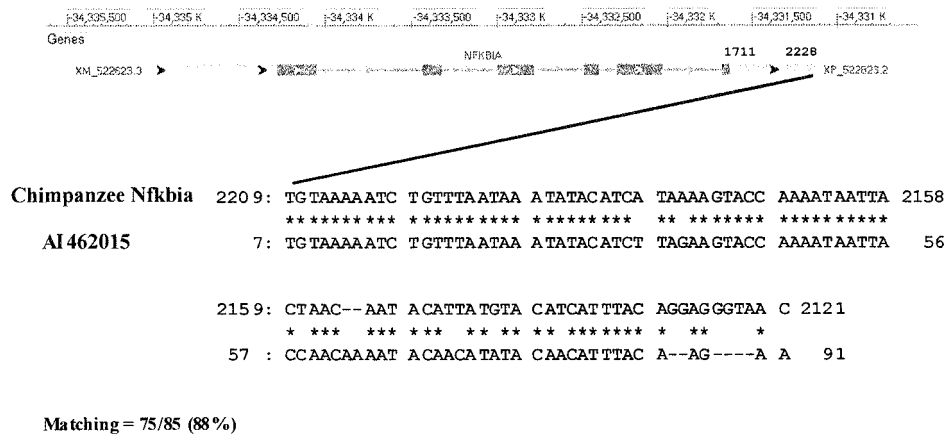 |-34,335,500 |-34,335 K |-34,334,500 |-34,334 K |-34,333,500 |-34,333 K |-34,332,500 |-34,332 K |-34,331,500 |-34,331 K
Genes
NFKBIA 1711 2228
XM_522623.3 XP_522623.2
Chimpanzee Nfkbia 2209: TGTAAAAATC TGTTTAATAA ATATACATCA TAAAAGTACC AAAATAATTA 2158
********** ********** ********* * ** ****** **********
AI462015 7: TGTAAAAATC TGTTTAATAA ATATACATCT TAGAAGTACC AAAATAATTA 56
2159: CTAAC--AAT ACATTATGTA CATCATTTAC AGGAGGGTAA C 2121
* *** *** *** ** ** ** ******* * ** *
57 : CCAACAAAAT ACAACATATA CAACATTTAC A--AG----A A 91
Matching = 75/85 (88%)